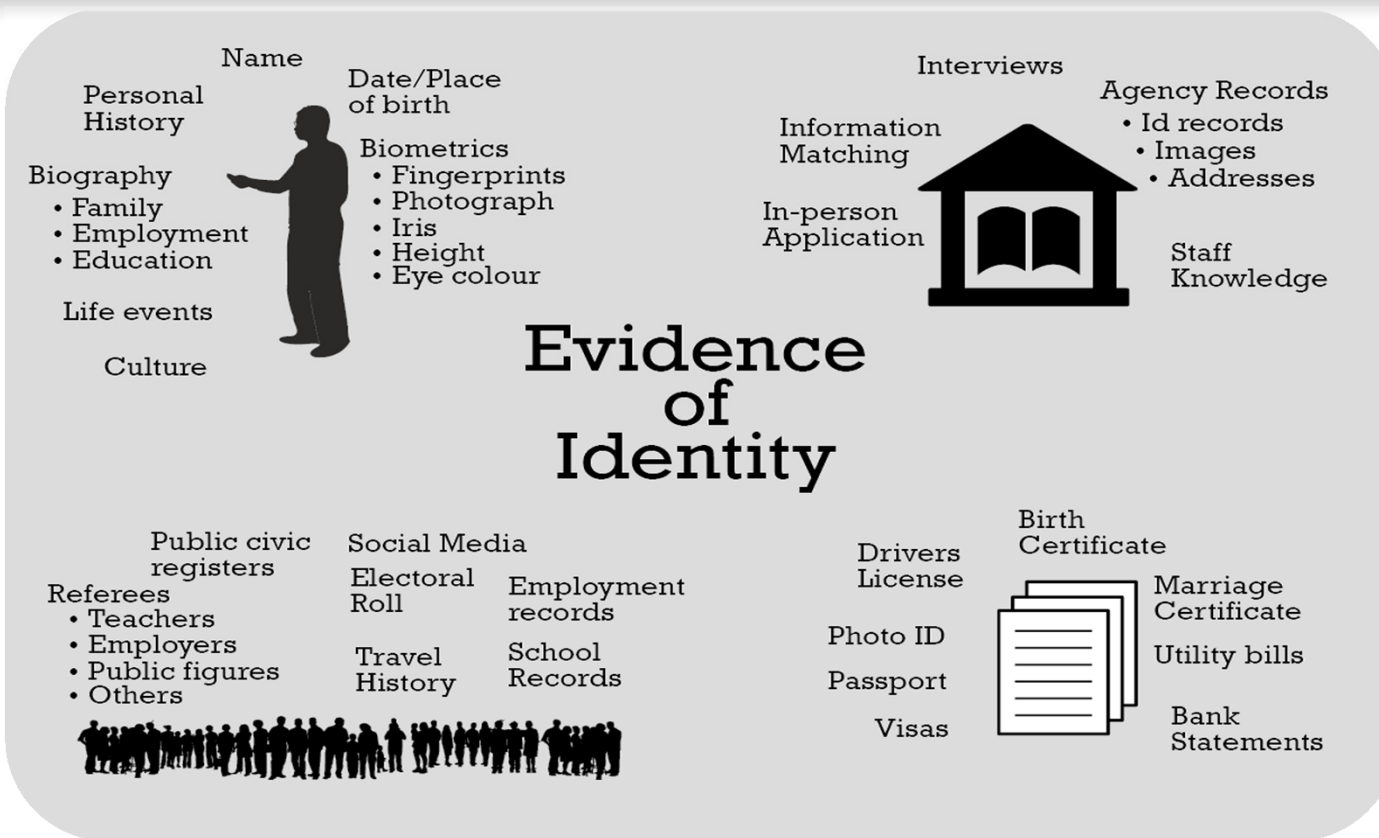 Name
Date/Place
of birth
Personal
History
Biometrics
• Fingerprints
• Photograph
• Iris
• Height
• Eye colour
Biography
• Family
• Employment
• Education
Life events
Culture
Interviews
Agency Records
• Id records
• Images
• Addresses
Information
Matching
In-person
Application
Staff
Knowledge
Evidence
of
Identity
Public civic
registers
Social Media
Referees
• Teachers
• Employers
• Public figures
• Others
Electoral
Roll
Employment
records
Travel
History
School
Records
Birth
Certificate
Drivers
License
Marriage
Certificate
Photo ID
Utility bills
Passport
Visas
Bank
Statements